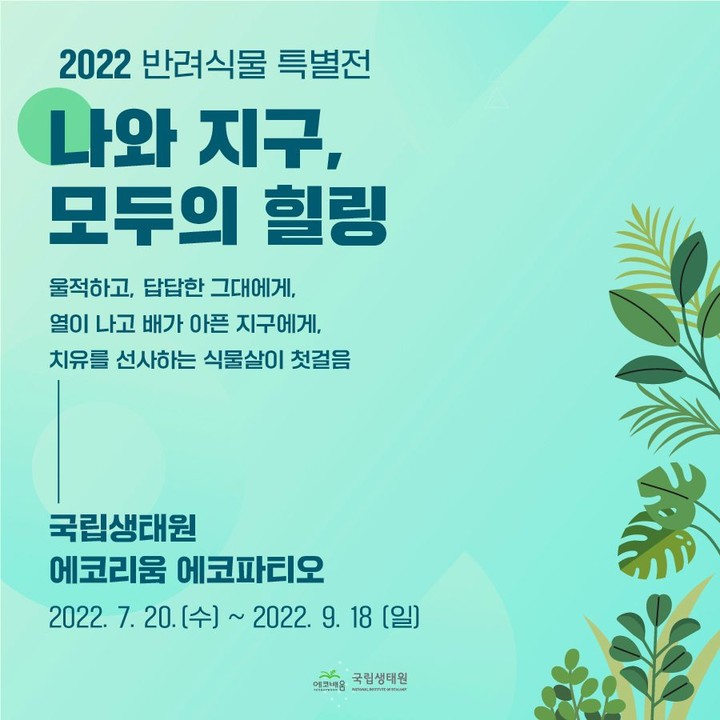 2022 반려식물 특별전
나와 지구,
모두의 힐링
울적하고, 답답한 그대에게,
열이 나고 배가 아픈 지구에게,
치유를 선사하는 식물살이 첫걸음
국립생태원
에코리움 에코파티오
2022. 7. 20.(수) ~ 2022. 9. 18 (일)
에코배움 국립생태원
NATIONAL INSTITUTE OF ECOLOGY